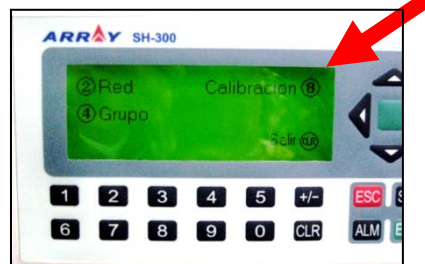 ARRAY SH-300
②Red Calibracion ⑧
④Grupo
Salir CLR
1 2 3 4 5 +/- ESC S
6 7 8 9 0 CLR ALM E